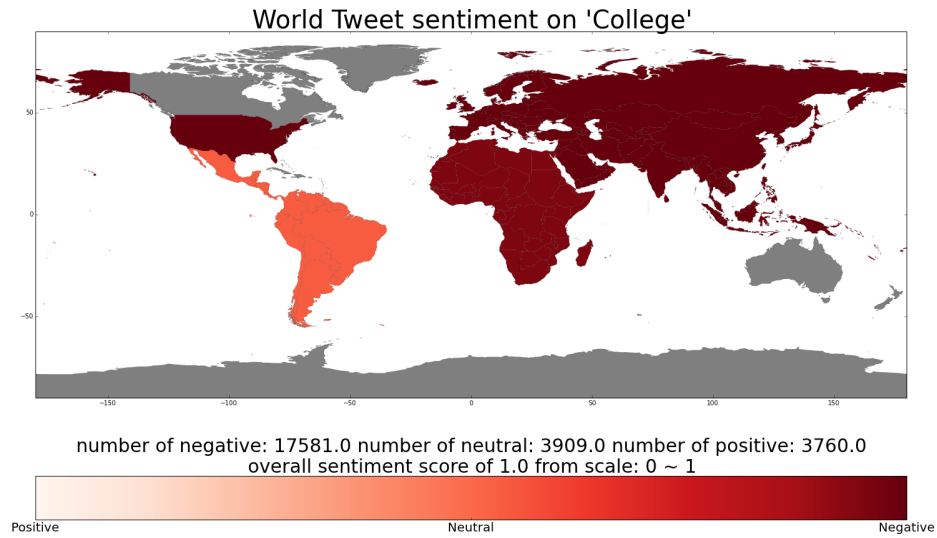 World Tweet sentiment on 'College'
50
0
−50
−150
−100
−50
0
50
100
150
number of negative: 17581.0 number of neutral: 3909.0 number of positive: 3760.0
overall sentiment score of 1.0 from scale: 0 ~ 1
Positive
Neutral
Negative